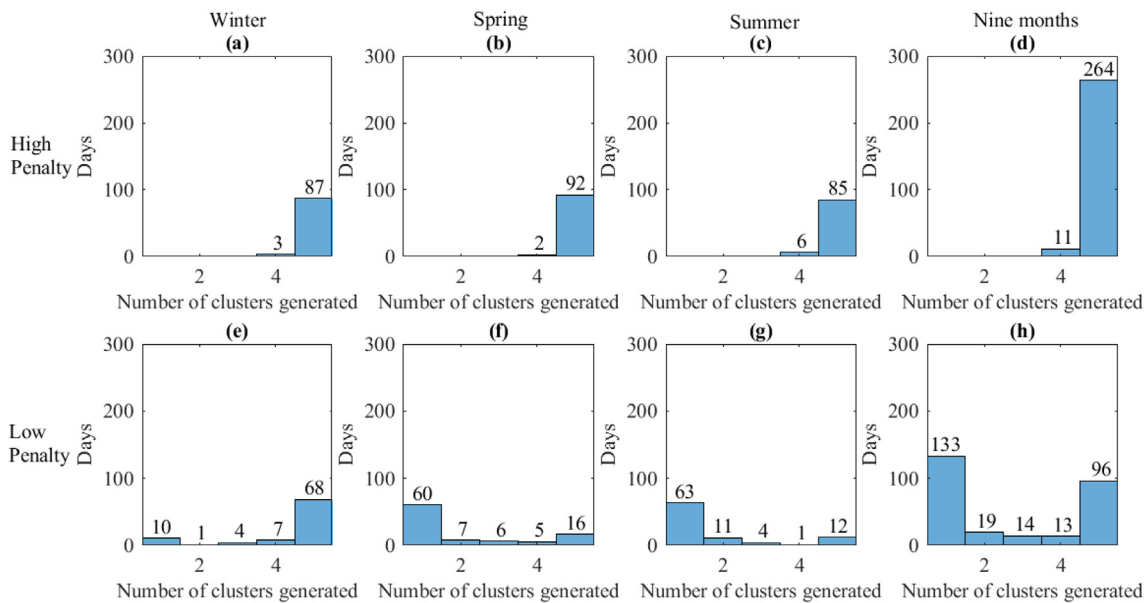 Winter Spring Summer Nine months
(a) (b) (c) (d)
300 300 300 300
264
200 200 200 200
High
Penalty
Days Days Days Days
100 87 100 92 100 85 100
3 2 6 11
0 0 0 0
2 4 2 4 2 4 2 4
Number of clusters generated Number of clusters generated Number of clusters generated Number of clusters generated
(e) (f) (g) (h)
300 300 300 300
200 200 200 200
Low
Penalty
Days Days Days Days
133
100 68 100 60 100 63 100 96
10 1 4 7 7 6 5 16 11 4 1 12 19 14 13
0 0 0 0
2 4 2 4 2 4 2 4
Number of clusters generated Number of clusters generated Number of clusters generated Number of clusters generated